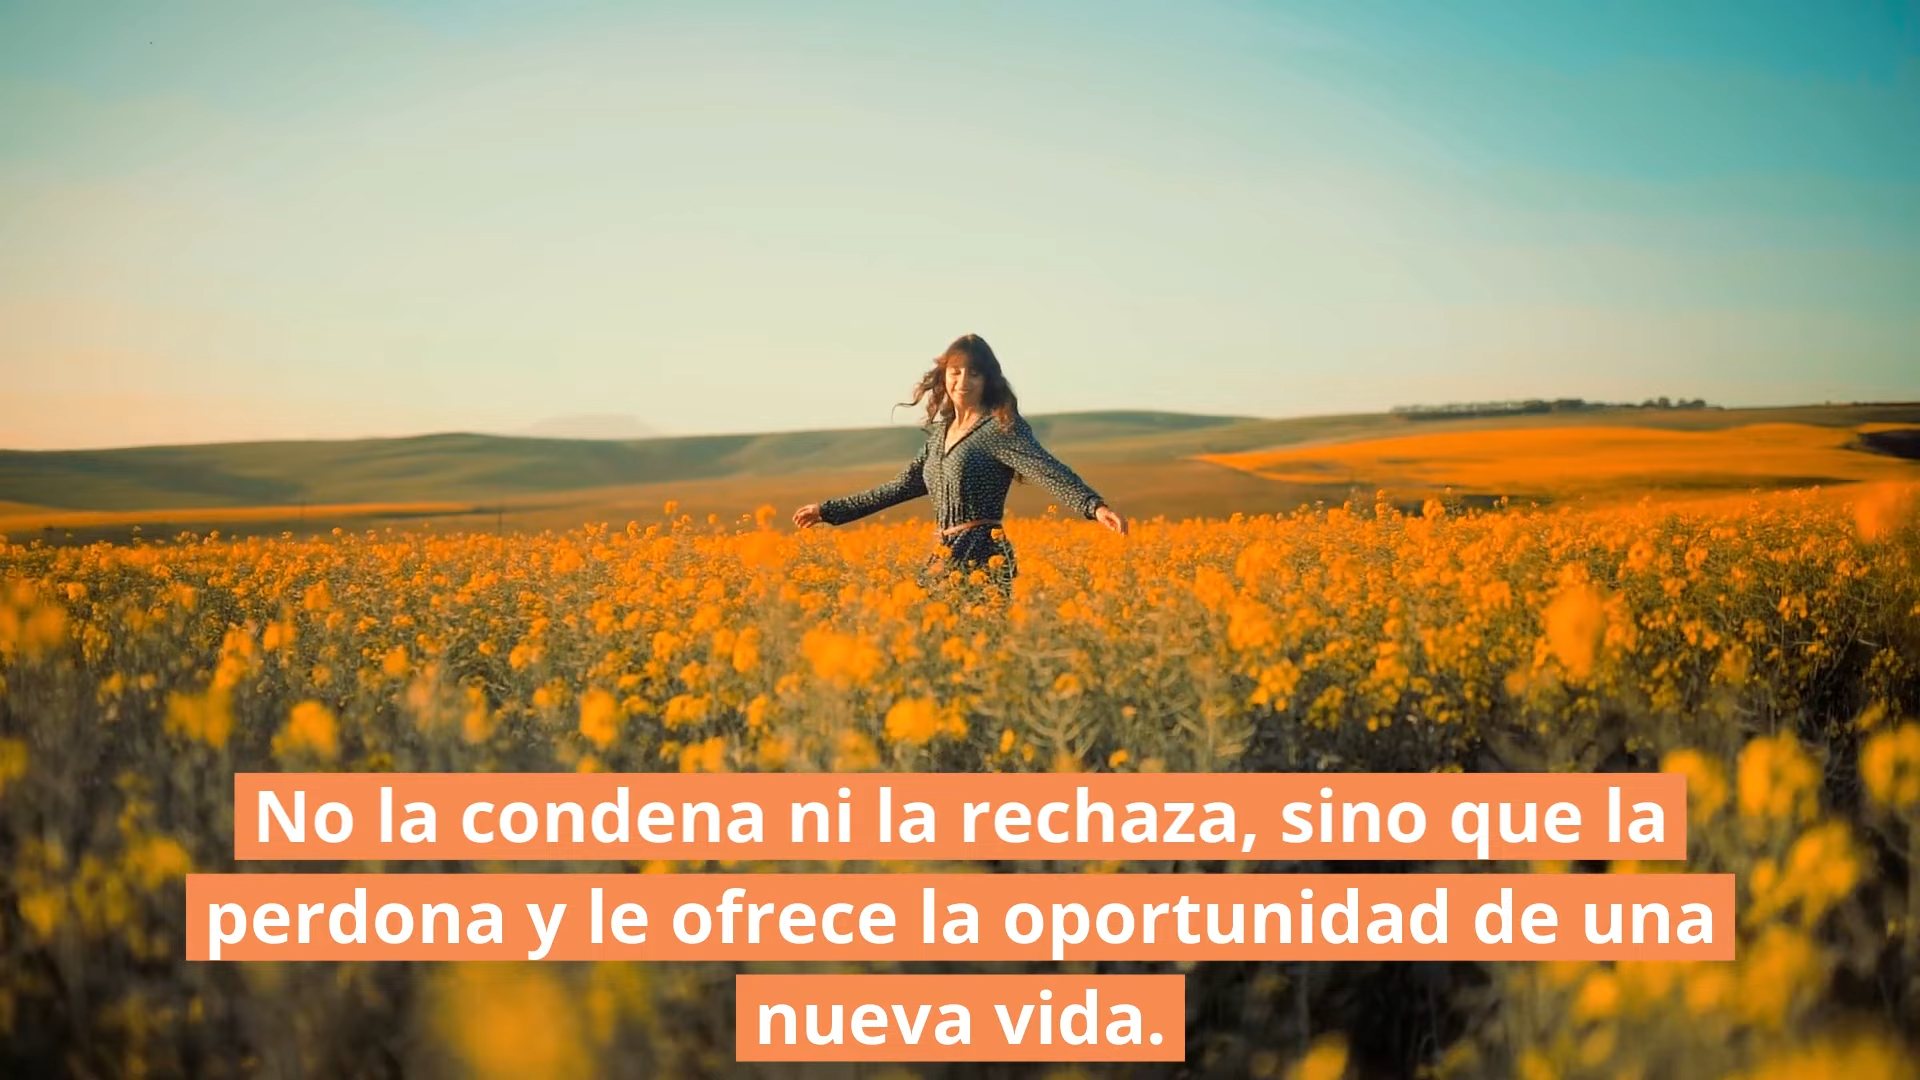 No la condena ni la rechaza, sino que la
perdona y le ofrece la oportunidad de una
nueva vida.